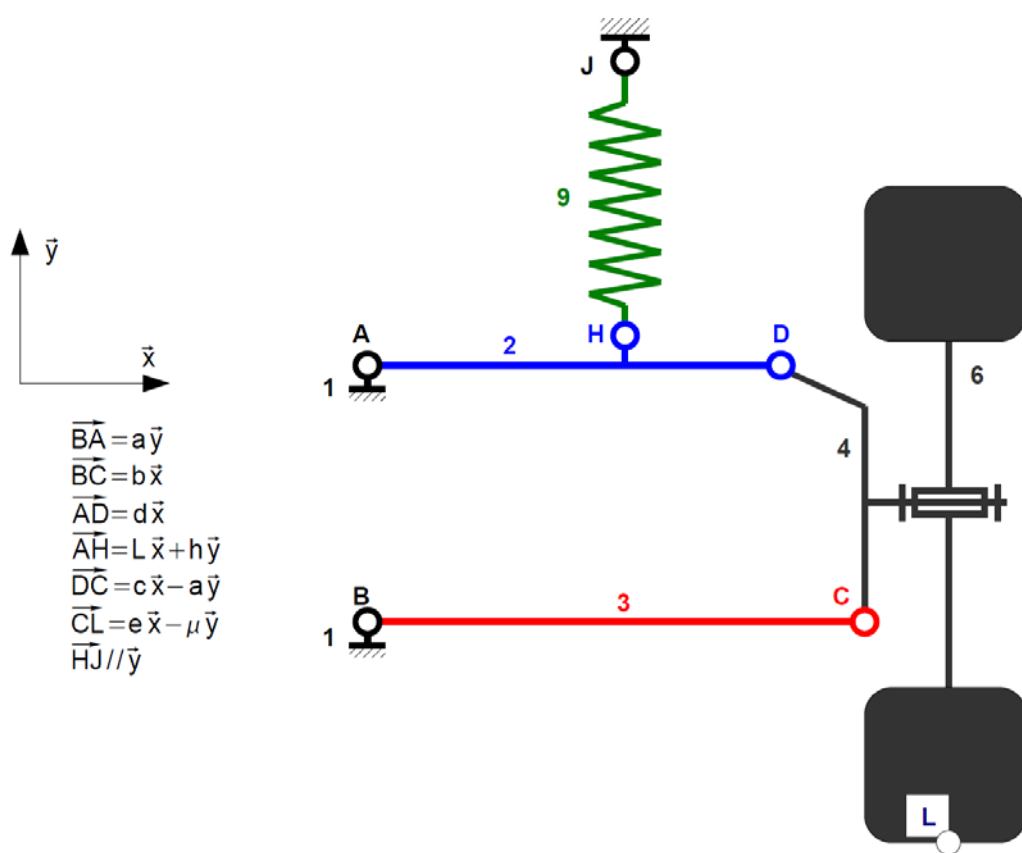 J
9
y⃗
A
2
H
D
x⃗
1
6
BA⃗ = a y⃗
4
BC⃗ = b x⃗
AD⃗ = d x⃗
AH⃗ = L x⃗ + h y⃗
DC⃗ = c x⃗ − a y⃗
B
3
C
CL⃗ = e x⃗ − μ y⃗
1
HJ⃗ // y⃗
L